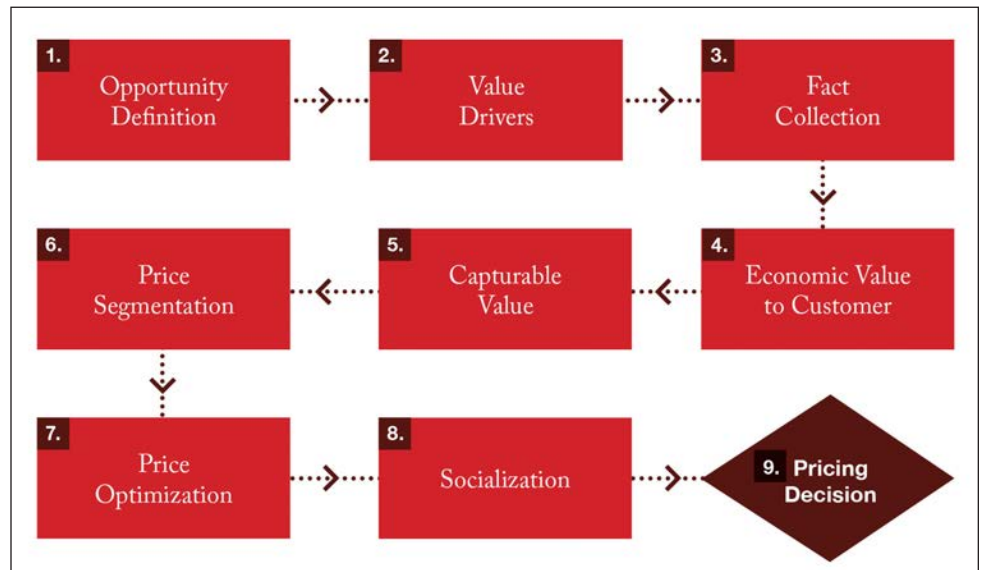 1.
Opportunity
Definition
2.
Value
Drivers
3.
Fact
Collection
4.
Economic Value
to Customer
5.
Capturable
Value
6.
Price
Segmentation
7.
Price
Optimization
8.
Socialization
9. Pricing
Decision